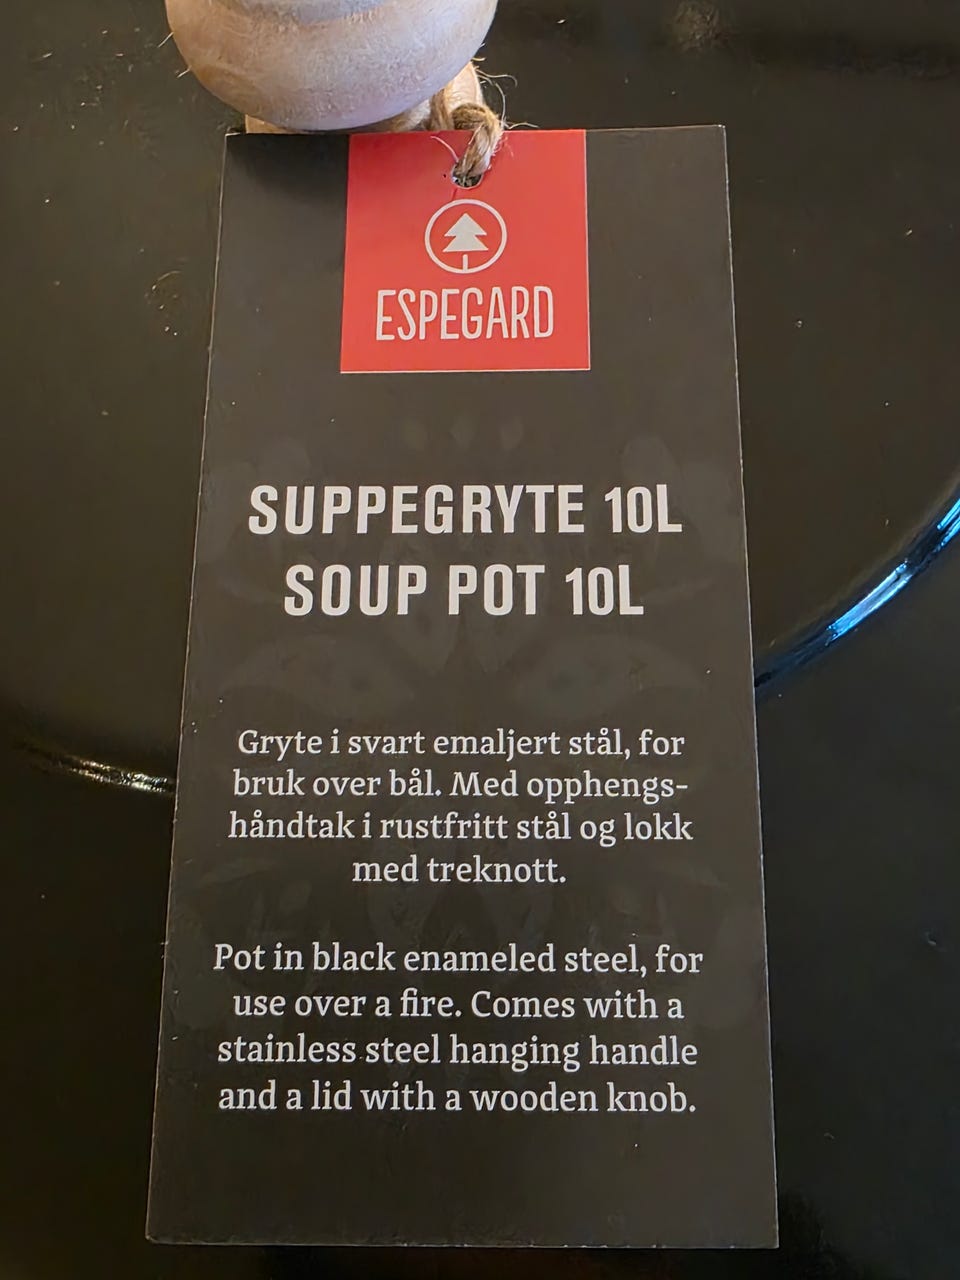 ESPEGARD
SUPPEGRYTE 10L
SOUP POT 10L
Gryte i svart emaljert stål, for
bruk over bål. Med opphengs-
håndtak i rustfritt stål og lokk
med treknott.
Pot in black enameled steel, for
use over a fire. Comes with a
stainless steel hanging handle
and a lid with a wooden knob.